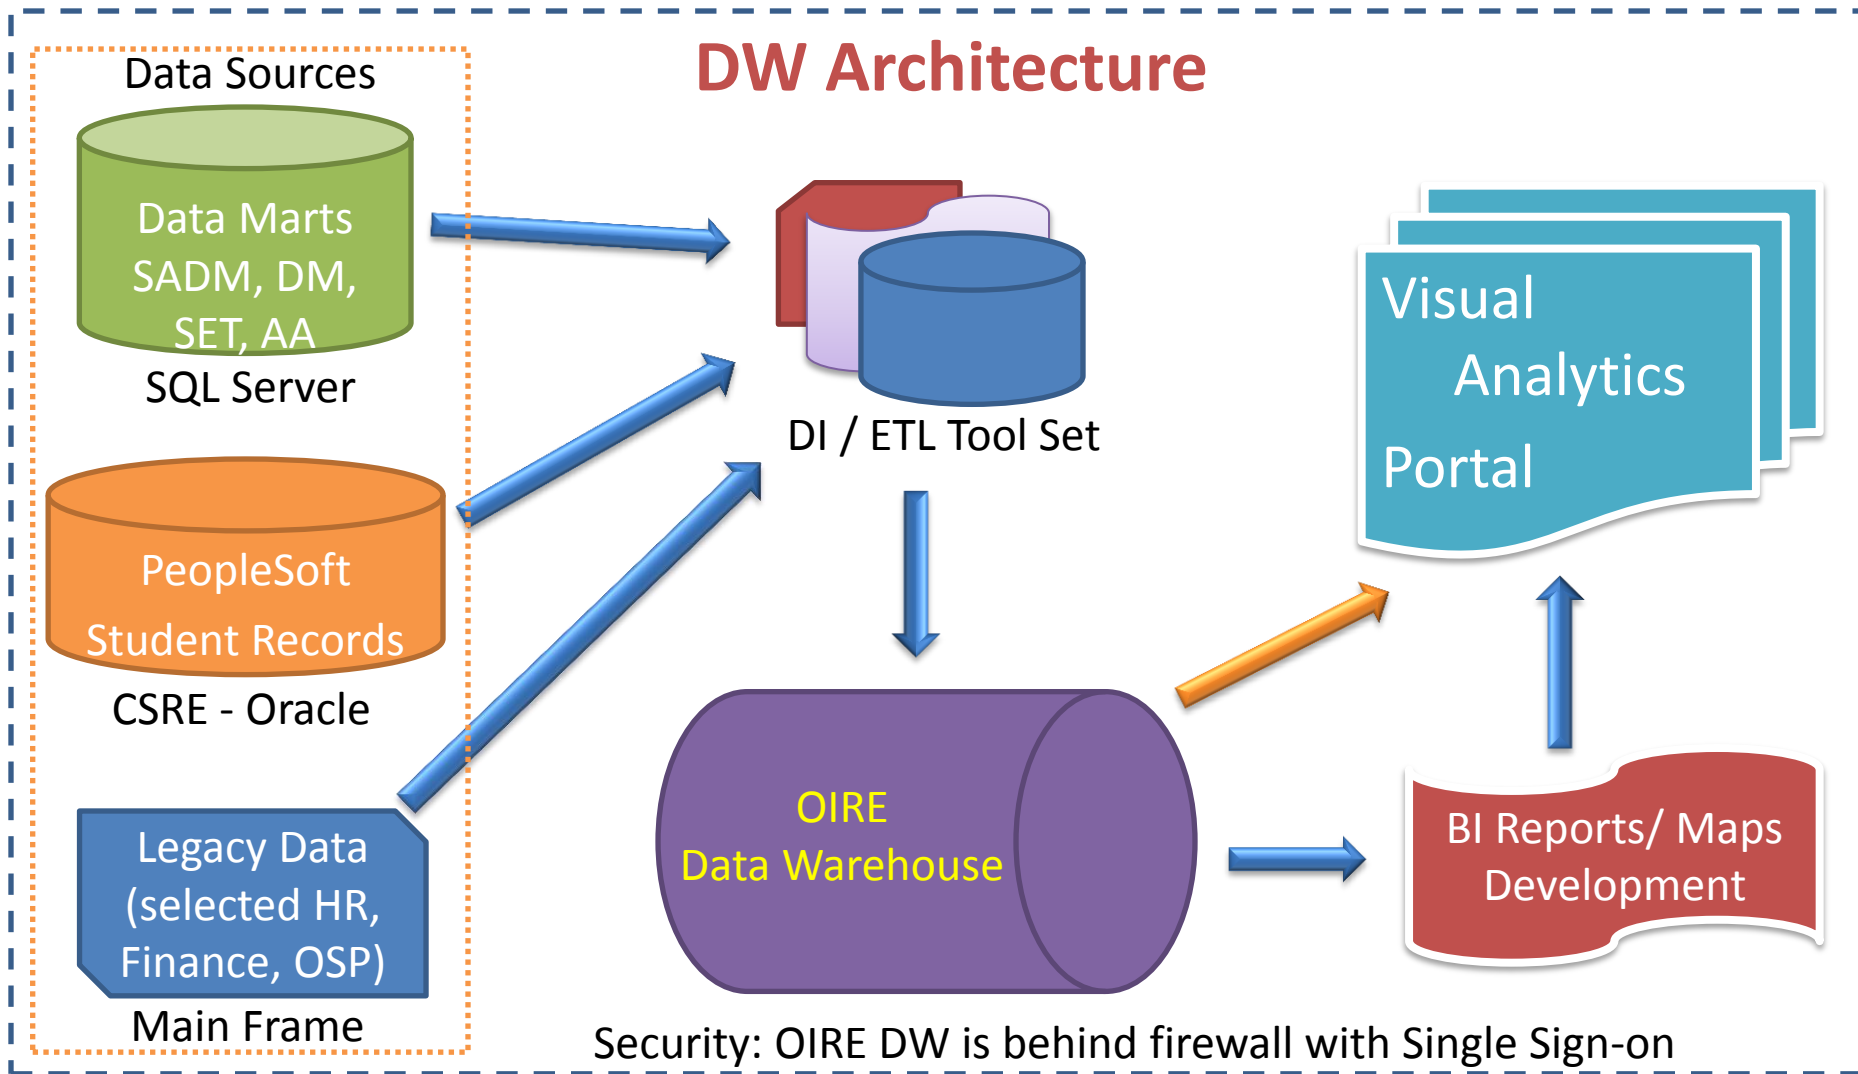 DW Architecture
Data Sources
Data Marts
SADM, DM,
SET, AA
SQL Server
PeopleSoft
Student Records
CSRE - Oracle
Legacy Data
(selected HR,
Finance, OSP)
Main Frame
DI / ETL Tool Set
OIRE
Data Warehouse
Visual
Analytics
Portal
BI Reports/ Maps
Development
Security: OIRE DW is behind firewall with Single Sign-on